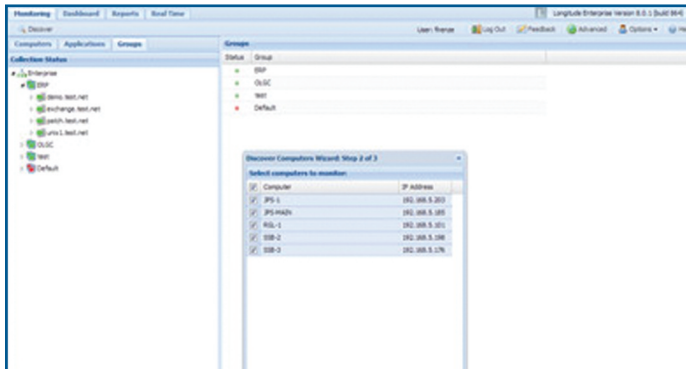 Monitoring Dashboard Reports Real Time
Longitude Enterprise Version 8.0.1 (build 864)
Discover
User: finance Log Out Feedback Advanced Options
Computers Applications Groups
Groups
Collection Status
Status Group
Enterprise
ERP
OLGC
test
Default
ERP
demo.test.net
exchange.test.net
patch.test.net
unix1.test.net
OLGC
test
Default
Discover Computers Wizard: Step 2 of 3
Select computers to monitor:
Computer IP Address
JPS-1 192.168.5.203
JPS-MAIN 192.168.5.185
RSL-1 192.168.5.101
SSB-2 192.168.5.198
SSB-3 192.168.5.176